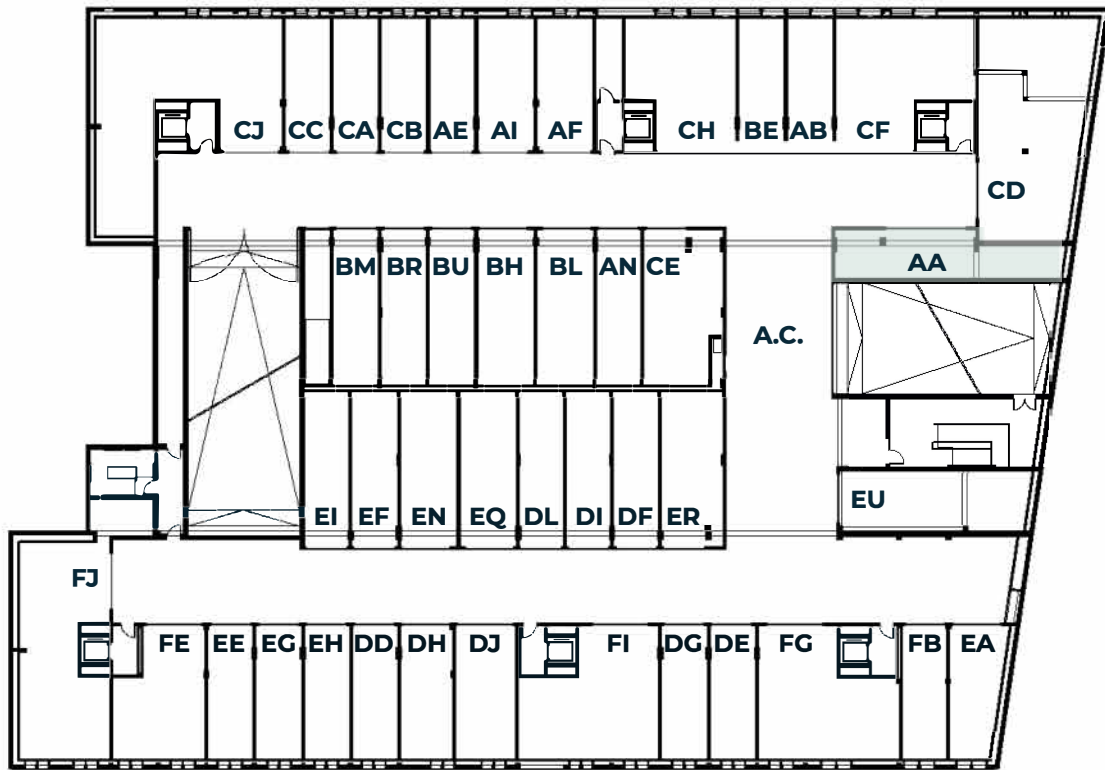 CJ CC CA CB AE AI AF CH BE AB CF
CD
BM BR BU BH BL AN CE AA
A.C.
EI EF EN EQ DL DI DF ER EU
FJ
FE EE EG EH DD DH DJ FI DG DE FG FB EA